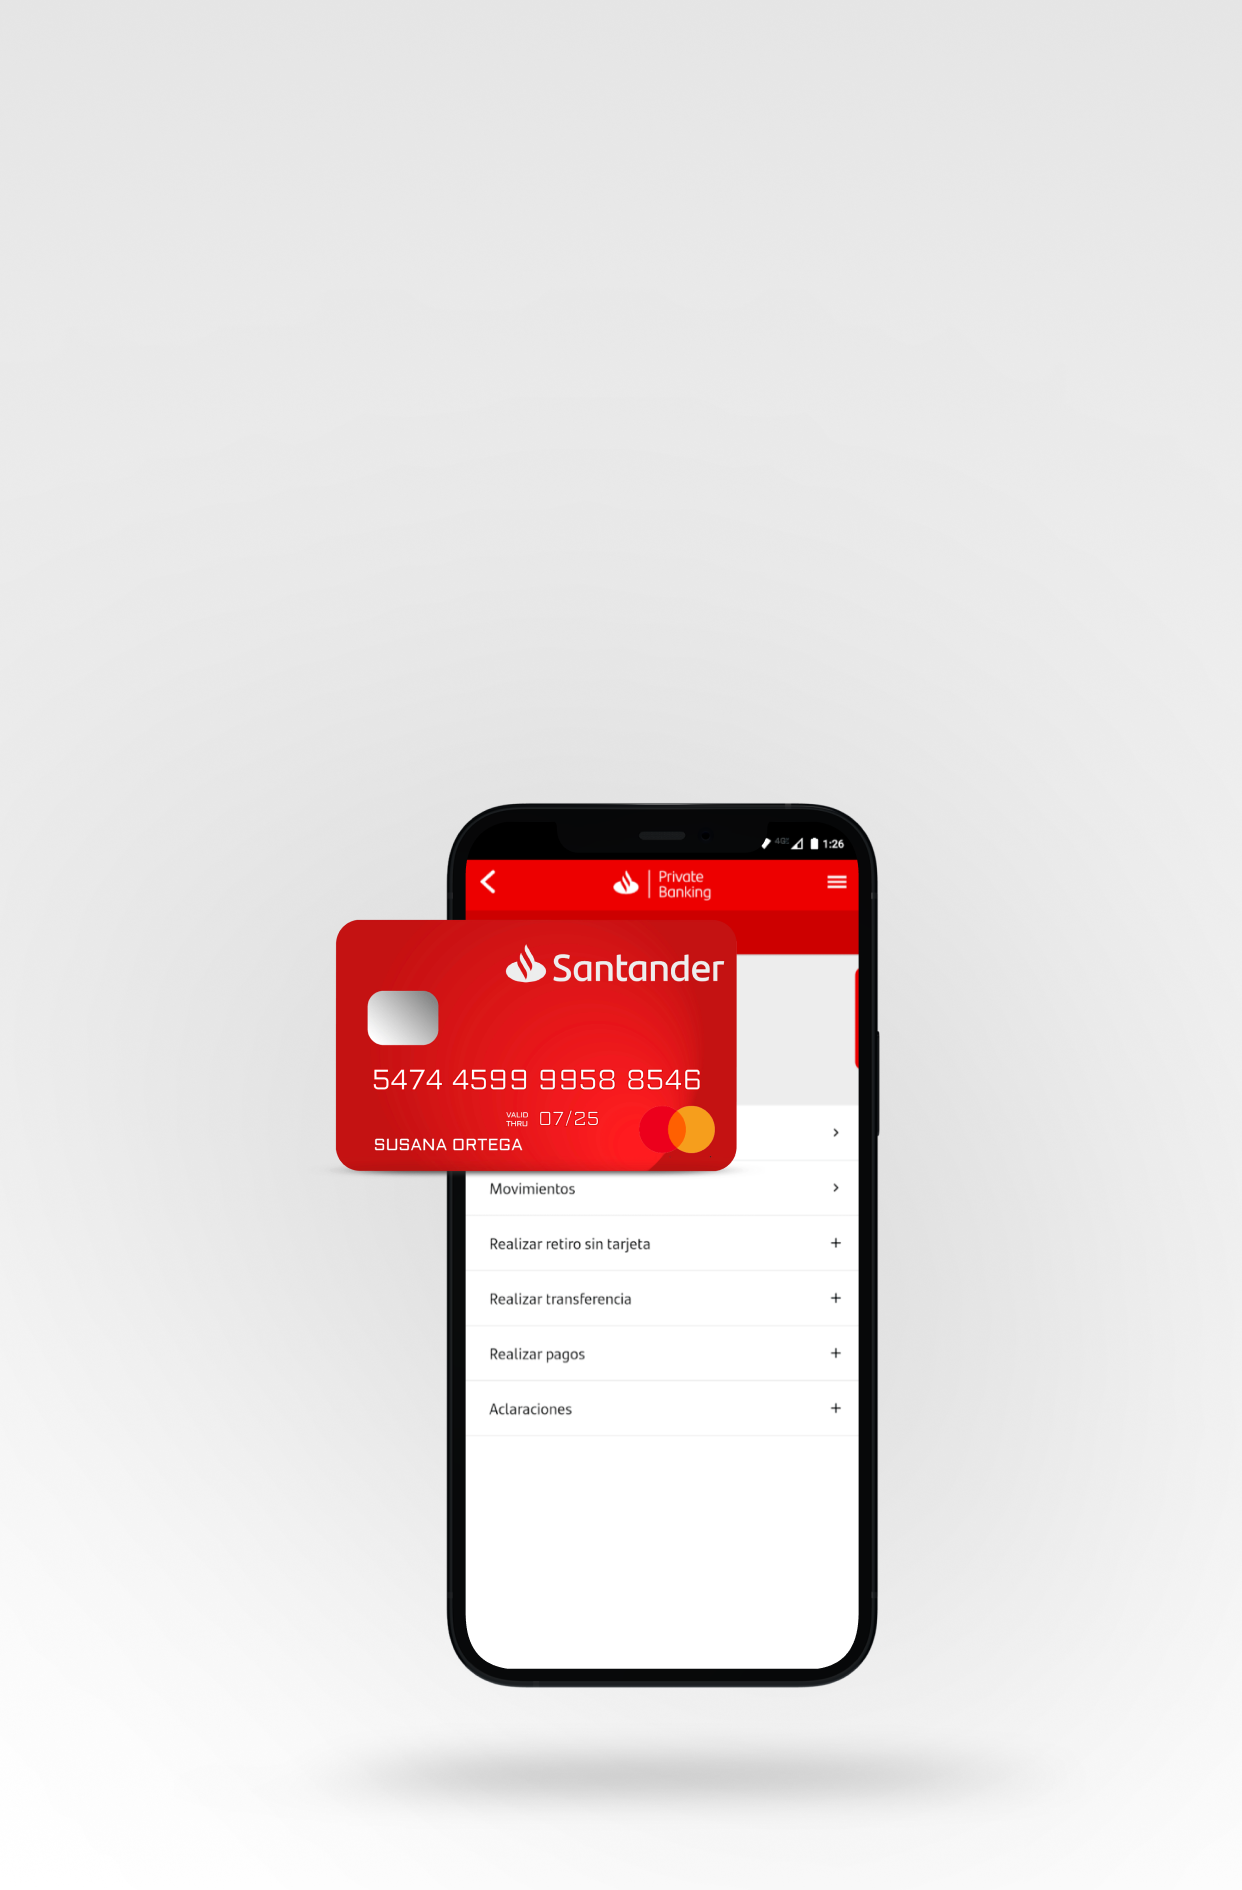 1:26
Private
Banking
Santander
5474 4599 9958 8546
VALID
THRU
07/25
SUSANA ORTEGA
Movimientos
Realizar retiro sin tarjeta
Realizar transferencia
Realizar pagos
Aclaraciones